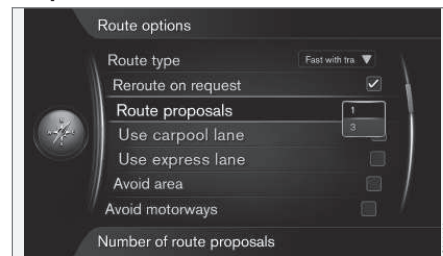 Route options
Route type Fast with tra
Reroute on request
Route proposals 1
3
Use carpool lane
Use express lane
Avoid area
Avoid motorways
Number of route proposals